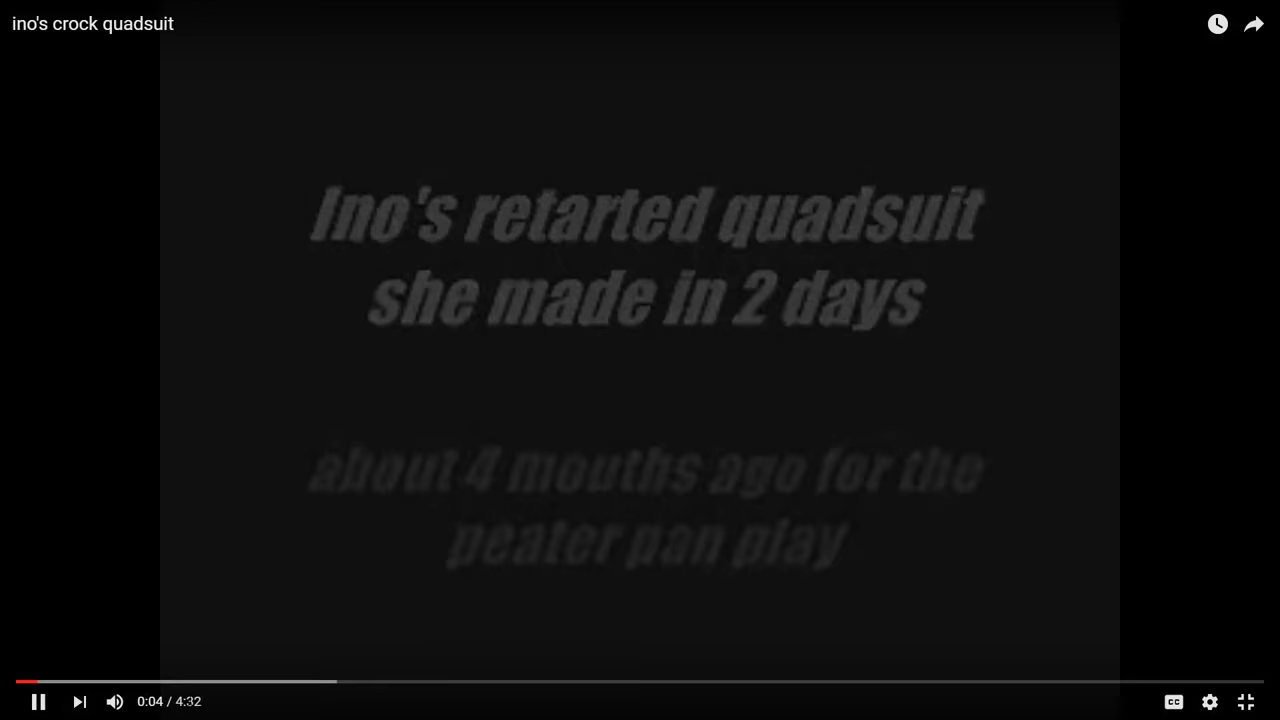 ino's crock quadsuit
Ino's retarted quadsuit
she made in 2 days
about 4 mouths ago for the
peater pan play
0:04 / 4:32
CC